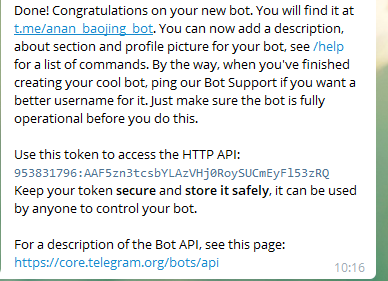 Done! Congratulations on your new bot. You will find it at
t.me/anan_baojing_bot. You can now add a description,
about section and profile picture for your bot, see /help
for a list of commands. By the way, when you've finished
creating your cool bot, ping our Bot Support if you want a
better username for it. Just make sure the bot is fully
operational before you do this.
Use this token to access the HTTP API:
953831796:AAF5zn3tcsbYLAzVHj0RoySUCmEyFl53zRQ
Keep your token secure and store it safely, it can be used
by anyone to control your bot.
For a description of the Bot API, see this page:
https://core.telegram.org/bots/api
10:16